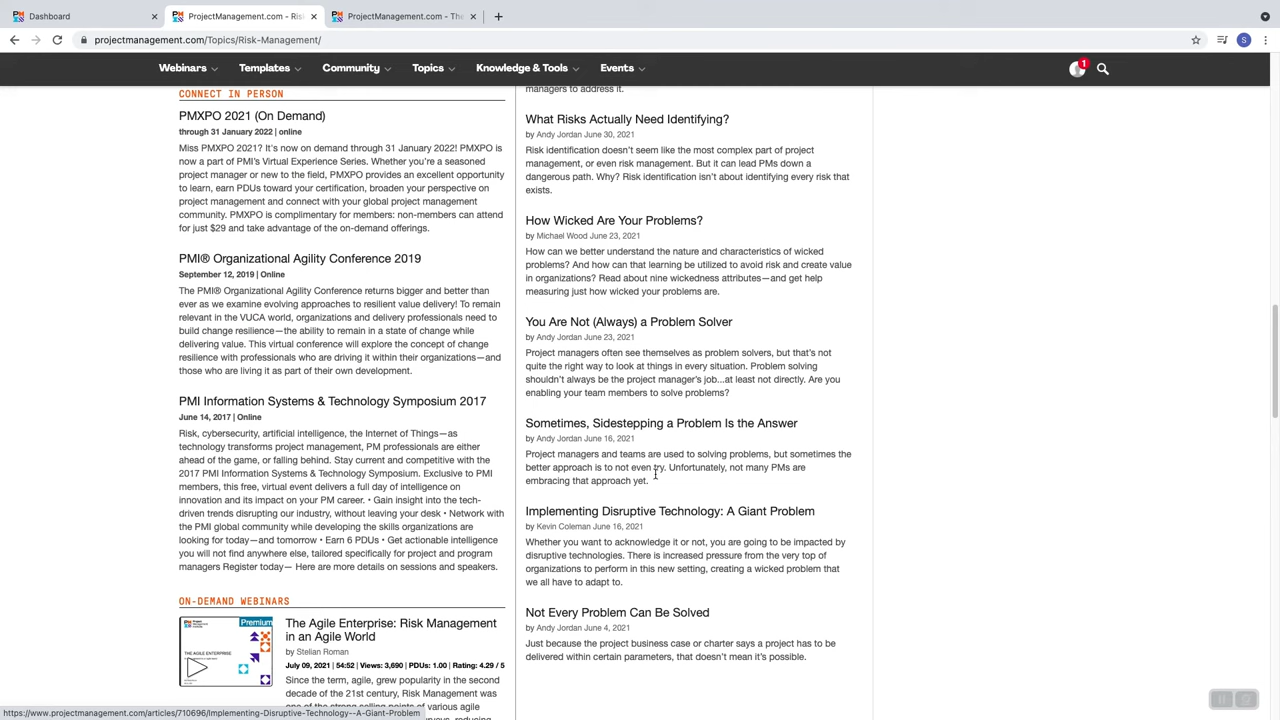 Dashboard
ProjectManagement.com - Ris
ProjectManagement.com - The
projectmanagement.com/Topics/Risk-Management/
S
Webinars
Templates
Community
Topics
Knowledge & Tools
Events
1
CONNECT IN PERSON
PMXPO 2021 (On Demand)
through 31 January 2022 | online
Miss PMXPO 2021? It's now on demand through 31 January 2022! PMXPO is
now a part of PMI's Virtual Experience Series. Whether you're a seasoned
project manager or new to the field, PMXPO provides an excellent opportunity
to learn, earn PDUs toward your certification, broaden your perspective on
project management and connect with your global project management
community. PMXPO is complimentary for members: non-members can attend
for just $29 and take advantage of the on-demand offerings.
PMI® Organizational Agility Conference 2019
September 12, 2019 | Online
The PMI® Organizational Agility Conference returns bigger and better than
ever as we examine evolving approaches to resilient value delivery! To remain
relevant in the VUCA world, organizations and delivery professionals need to
build change resilience—the ability to remain in a state of change while
delivering value. This virtual conference will explore the concept of change
resilience with professionals who are driving it within their organizations—and
those who are living it as part of their own development.
PMI Information Systems & Technology Symposium 2017
June 14, 2017 | Online
Risk, cybersecurity, artificial intelligence, the Internet of Things—as
technology transforms project management, PM professionals are either
ahead of the game, or falling behind. Stay current and competitive with the
2017 PMI Information Systems & Technology Symposium. Exclusive to PMI
members, this free, virtual event delivers a full day of intelligence on
innovation and its impact on your PM career. • Gain insight into the tech-
driven trends disrupting our industry, without leaving your desk • Network with
the PMI global community while developing the skills organizations are
looking for today—and tomorrow • Earn 6 PDUs • Get actionable intelligence
you will not find anywhere else, tailored specifically for project and program
managers Register today— Here are more details on sessions and speakers.
ON-DEMAND WEBINARS
Premium
THE AGILE ENTERPRISE:
The Agile Enterprise: Risk Management
in an Agile World
by Stelian Roman
July 09, 2021 | 54:52 | Views: 3,690 | PDUs: 1.00 | Rating: 4.29 / 5
Since the term, agile, grew popularity in the second
decade of the 21st century, Risk Management was
managers to address it.
What Risks Actually Need Identifying?
by Andy Jordan June 30, 2021
Risk identification doesn't seem like the most complex part of project
management, or even risk management. But it can lead PMs down a
dangerous path. Why? Risk identification isn't about identifying every risk that
exists.
How Wicked Are Your Problems?
by Michael Wood June 23, 2021
How can we better understand the nature and characteristics of wicked
problems? And how can that learning be utilized to avoid risk and create value
in organizations? Read about nine wickedness attributes—and get help
measuring just how wicked your problems are.
You Are Not (Always) a Problem Solver
by Andy Jordan June 23, 2021
Project managers often see themselves as problem solvers, but that's not
quite the right way to look at things in every situation. Problem solving
shouldn't always be the project manager's job...at least not directly. Are you
enabling your team members to solve problems?
Sometimes, Sidestepping a Problem Is the Answer
by Andy Jordan June 16, 2021
Project managers and teams are used to solving problems, but sometimes the
better approach is to not even try. Unfortunately, not many PMs are
embracing that approach yet.
Implementing Disruptive Technology: A Giant Problem
by Kevin Coleman June 16, 2021
Whether you want to acknowledge it or not, you are going to be impacted by
disruptive technologies. There is increased pressure from the very top of
organizations to perform in this new setting, creating a wicked problem that
we all have to adapt to.
Not Every Problem Can Be Solved
by Andy Jordan June 4, 2021
Just because the project business case or charter says a project has to be
delivered within certain parameters, that doesn't mean it's possible.
https://www.projectmanagement.com/articles/710696/Implementing-Disruptive-Technology--A-Giant-Problem